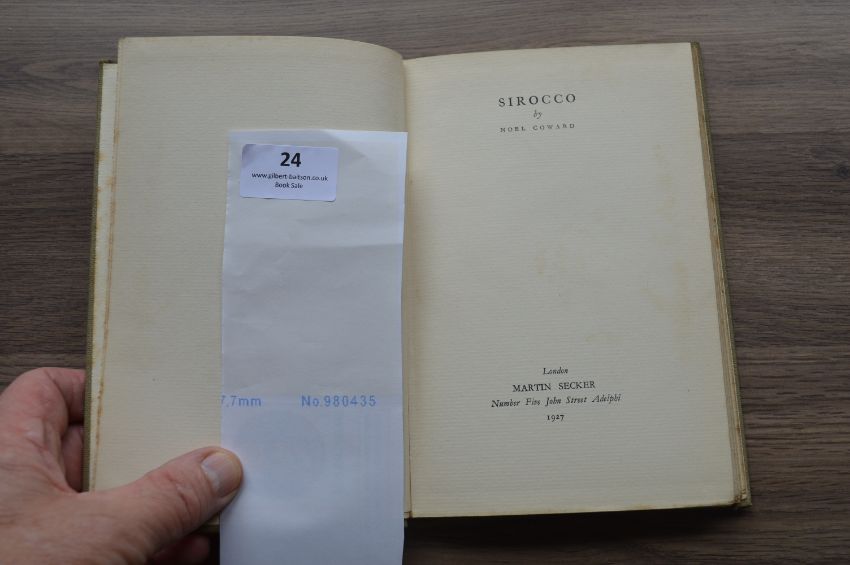 24
www.gilbert-baitson.co.uk
Book Sale
7,7mm No.980435
SIROCCO
by
NOEL COWARD
London
MARTIN SECKER
Number Five John Street Adelphi
1927